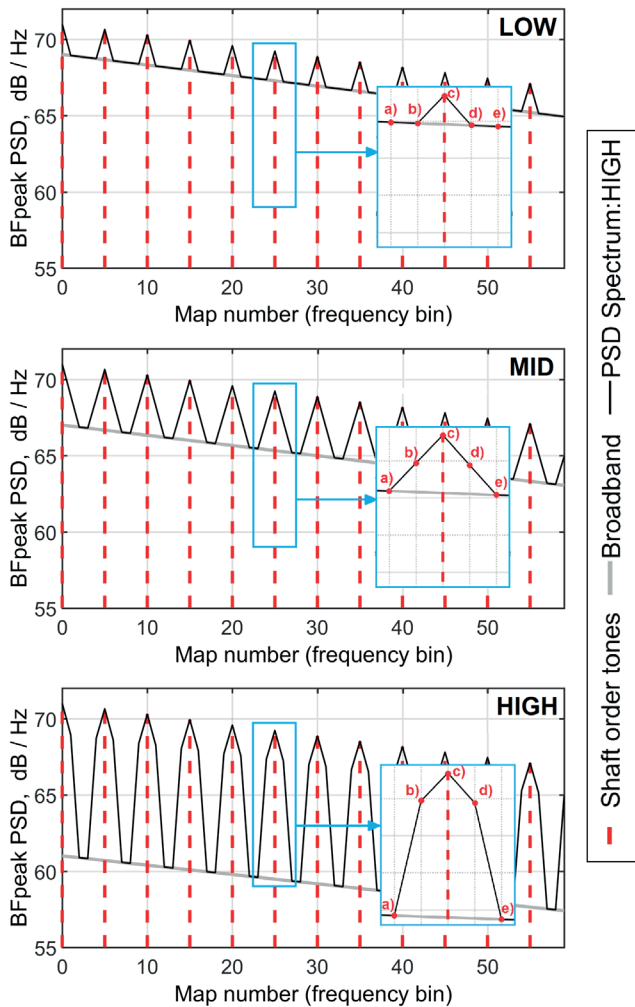 LOW
70
65
60
55
BFpeak PSD, dB / Hz
a)
b)
c)
d)
e)
0 10 20 30 40 50
Map number (frequency bin)
MID
70
65
60
55
BFpeak PSD, dB / Hz
a)
b)
c)
d)
e)
0 10 20 30 40 50
Map number (frequency bin)
HIGH
70
65
60
55
BFpeak PSD, dB / Hz
a)
b)
c)
d)
e)
0 10 20 30 40 50
Map number (frequency bin)
Shaft order tones Broadband PSD Spectrum:HIGH